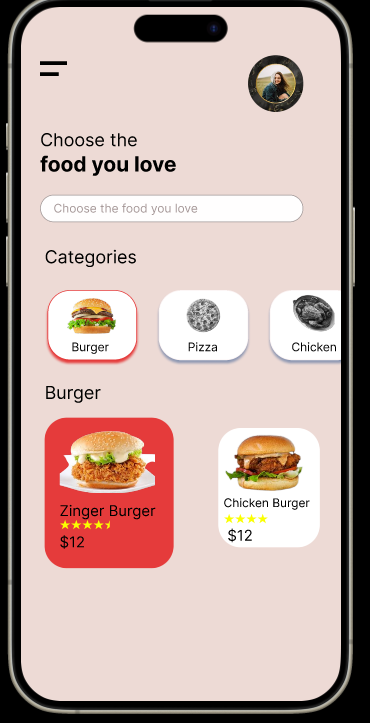 Choose the
food you love
Choose the food you love
Categories
Burger
Pizza
Chicken
Burger
Zinger Burger
$12
Chicken Burger
$12